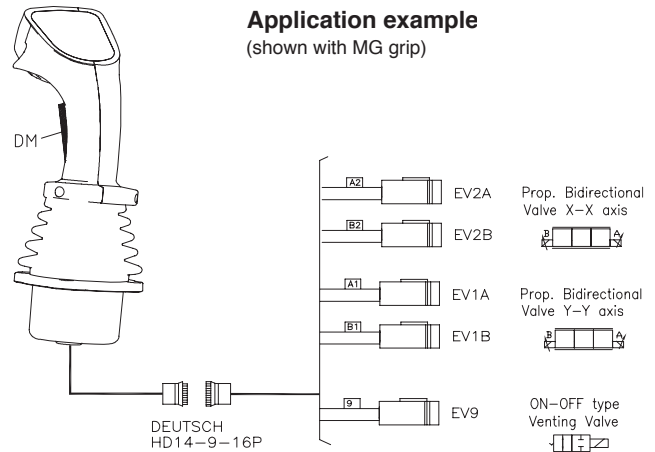 Application example
(shown with MG grip)
DM
A2
EV2A
Prop. Bidirectional
Valve X-X axis
B A
B2
EV2B
A1
EV1A
Prop. Bidirectional
Valve Y-Y axis
B A
B1
EV1B
9
EV9
ON-OFF type
Venting Valve
DEUTSCH
HD14-9-16P